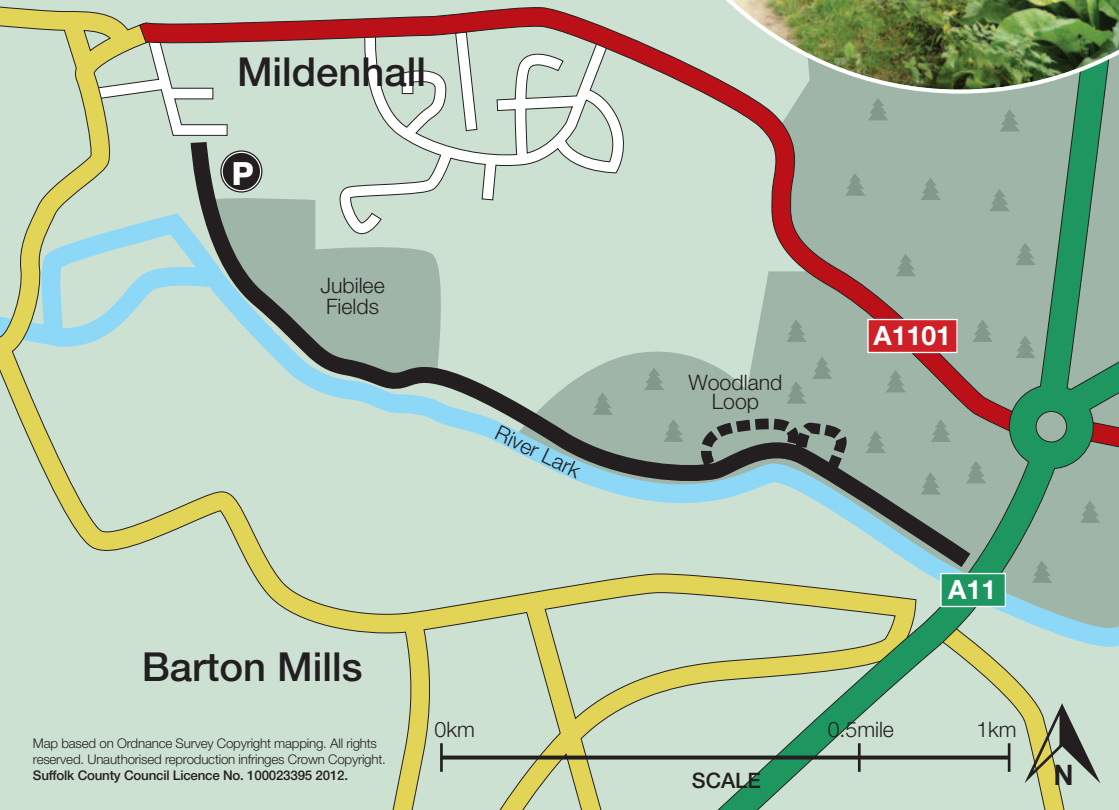 Mildenhall
P
Jubilee
Fields
A1101
Woodland
Loop
River Lark
A11
Barton Mills
0km
0.5mile
1km
SCALE
N
Map based on Ordnance Survey Copyright mapping. All rights
reserved. Unauthorised reproduction infringes Crown Copyright.
Suffolk County Council Licence No. 100023395 2012.